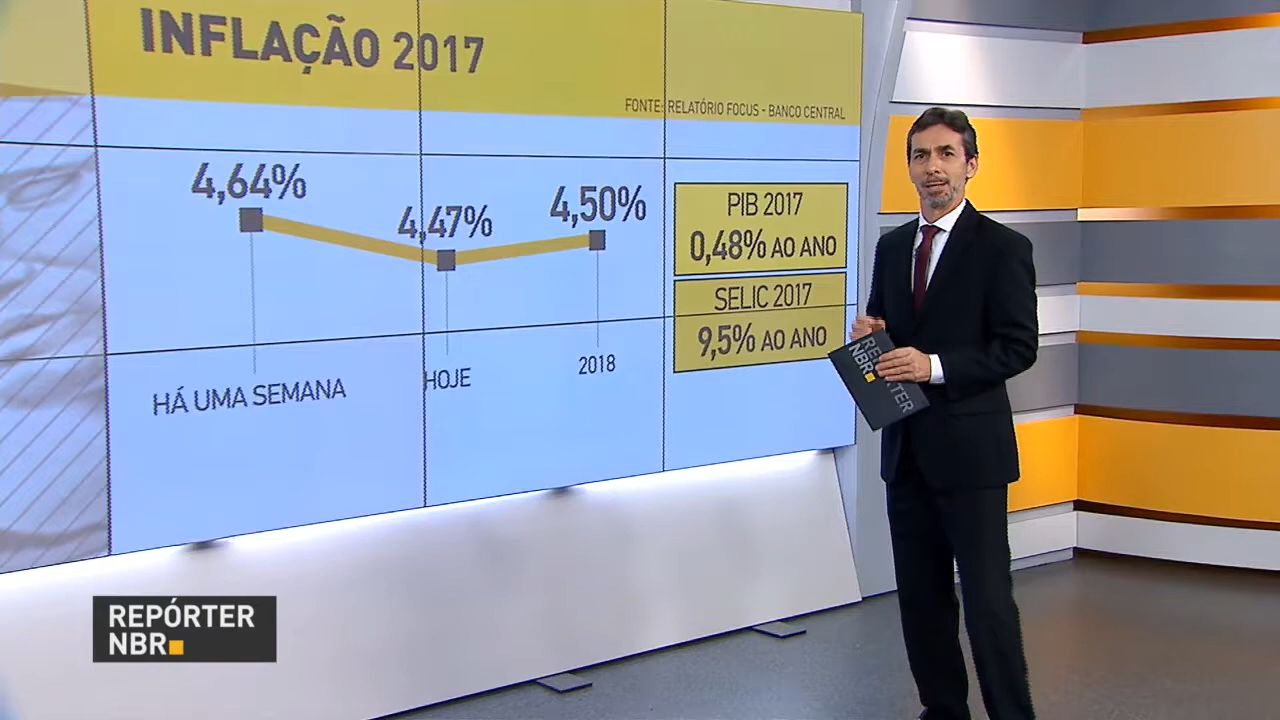 INFLAÇÃO 2017
FONTE: RELATÓRIO FOCUS - BANCO CENTRAL
4,64%
4,47%
4,50%
HÁ UMA SEMANA
HOJE
2018
PIB 2017
0,48% AO ANO
SELIC 2017
9,5% AO ANO
REPÓRTER
NBR
REPÓRTER
NBR